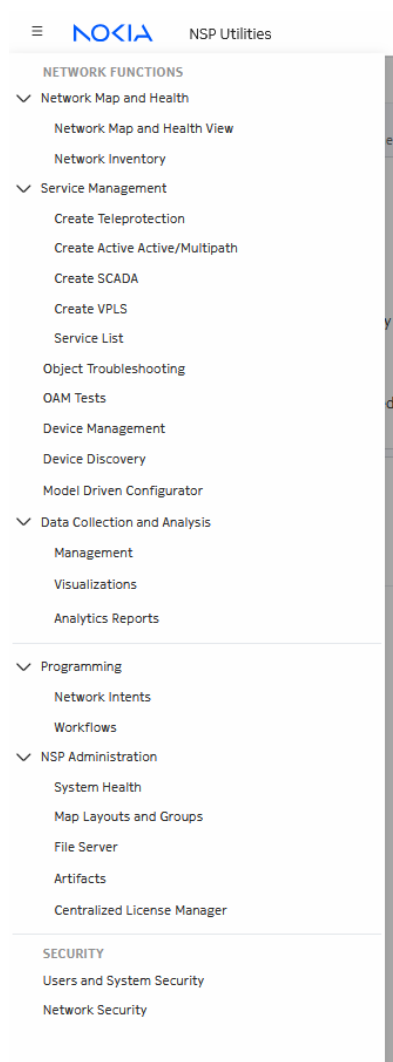 NOKIA NSP Utilities
NETWORK FUNCTIONS
Network Map and Health
Network Map and Health View
Network Inventory
Service Management
Create Teleprotection
Create Active Active/Multipath
Create SCADA
Create VPLS
Service List
Object Troubleshooting
OAM Tests
Device Management
Device Discovery
Model Driven Configurator
Data Collection and Analysis
Management
Visualizations
Analytics Reports
Programming
Network Intents
Workflows
NSP Administration
System Health
Map Layouts and Groups
File Server
Artifacts
Centralized License Manager
SECURITY
Users and System Security
Network Security